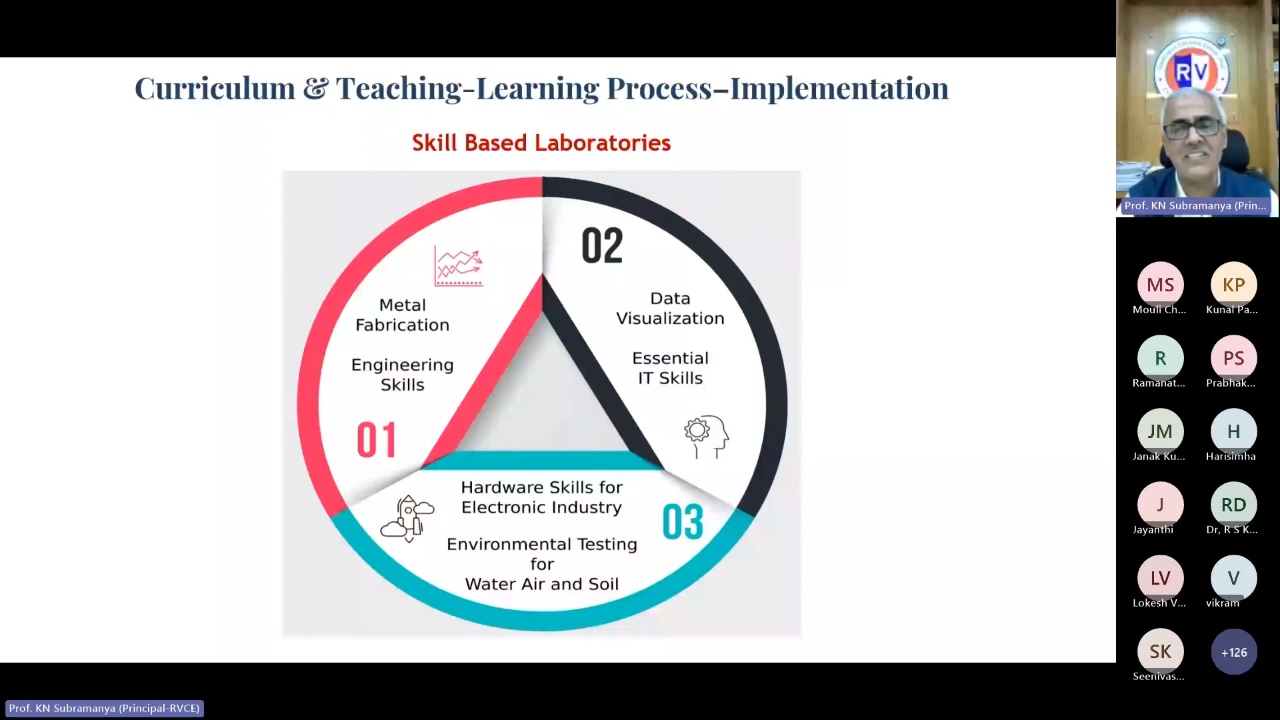 Curriculum & Teaching-Learning Process–Implementation
Skill Based Laboratories
Metal
Fabrication
Engineering
Skills
01
02
Data
Visualization
Essential
IT Skills
Hardware Skills for
Electronic Industry
03
Environmental Testing
for
Water Air and Soil
RV
Prof. KN Subramanya (Prin...
MS
Mouli Ch...
KP
Kunal Pa...
R
Ramanat...
PS
Prabhak...
JM
Janak Ku...
H
Harisimha
J
Jayanthi
RD
Dr, R S K...
LV
Lokesh V...
V
vikram
SK
Seenivas...
+126
Prof. KN Subramanya (Principal-RVCE)